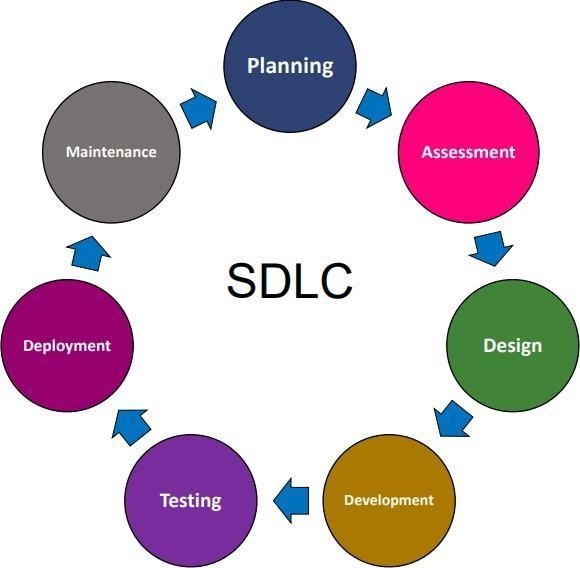 Planning
Assessment
Design
Development
Testing
Deployment
Maintenance
SDLC